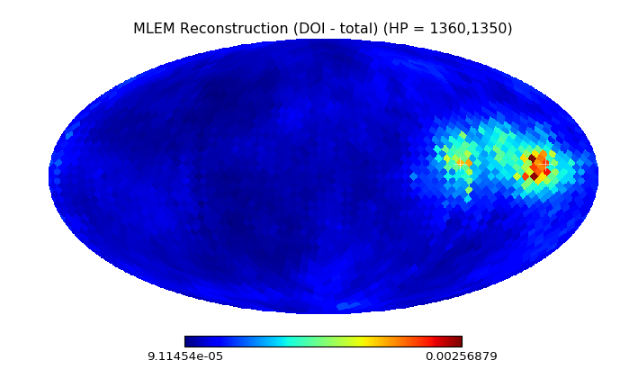 MLEM Reconstruction (DOI - total) (HP = 1360,1350)
9.11454e-05 0.00256879